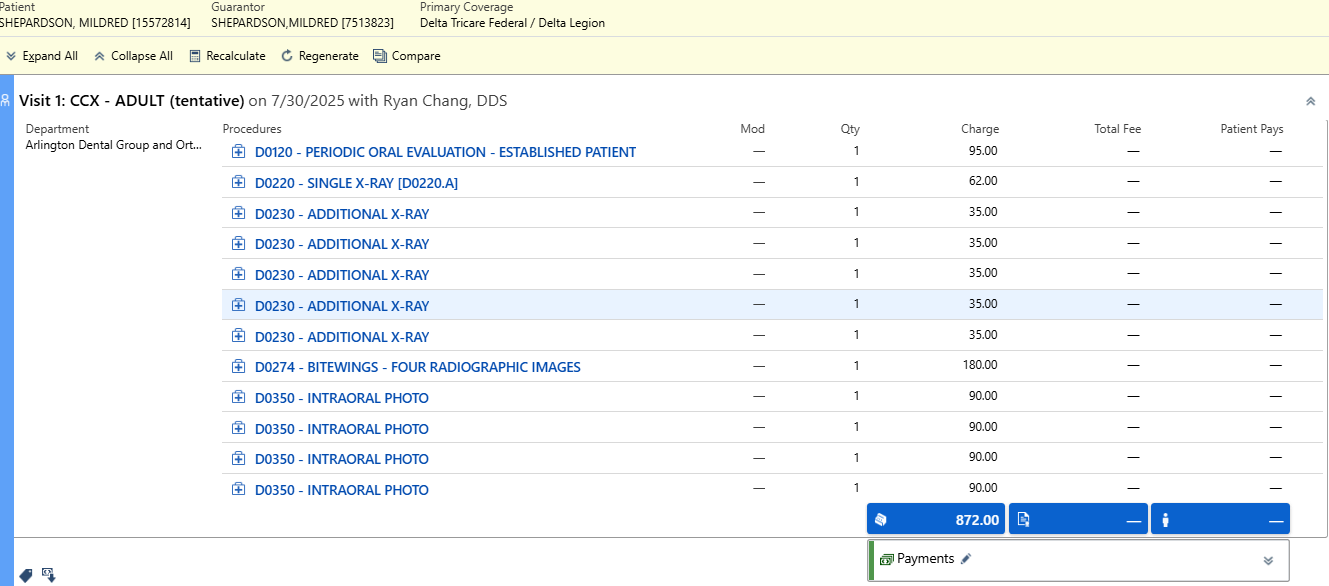 Patient Guarantor Primary Coverage
SHEPARDSON, MILDRED [15572814] SHEPARDSON,MILDRED [7513823] Delta Tricare Federal / Delta Legion
Expand All Collapse All Recalculate Regenerate Compare
Visit 1: CCX - ADULT (tentative) on 7/30/2025 with Ryan Chang, DDS
Department Procedures Mod Qty Charge Total Fee Patient Pays
Arlington Dental Group and Ort...
D0120 - PERIODIC ORAL EVALUATION - ESTABLISHED PATIENT — 1 95.00 — —
D0220 - SINGLE X-RAY [D0220.A] — 1 62.00 — —
D0230 - ADDITIONAL X-RAY — 1 35.00 — —
D0230 - ADDITIONAL X-RAY — 1 35.00 — —
D0230 - ADDITIONAL X-RAY — 1 35.00 — —
D0230 - ADDITIONAL X-RAY — 1 35.00 — —
D0230 - ADDITIONAL X-RAY — 1 35.00 — —
D0274 - BITEWINGS - FOUR RADIOGRAPHIC IMAGES — 1 180.00 — —
D0350 - INTRAORAL PHOTO — 1 90.00 — —
D0350 - INTRAORAL PHOTO — 1 90.00 — —
D0350 - INTRAORAL PHOTO — 1 90.00 — —
D0350 - INTRAORAL PHOTO — 1 90.00 — —
872.00 — —
Payments